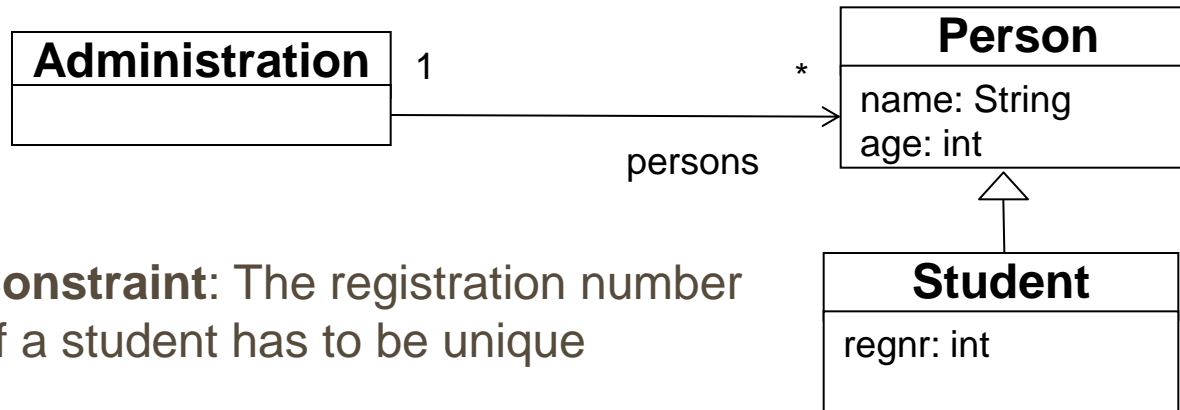 Administration
1
*
persons
Person
name: String
age: int
Student
regnr: int
onstraint: The registration number
f a student has to be unique